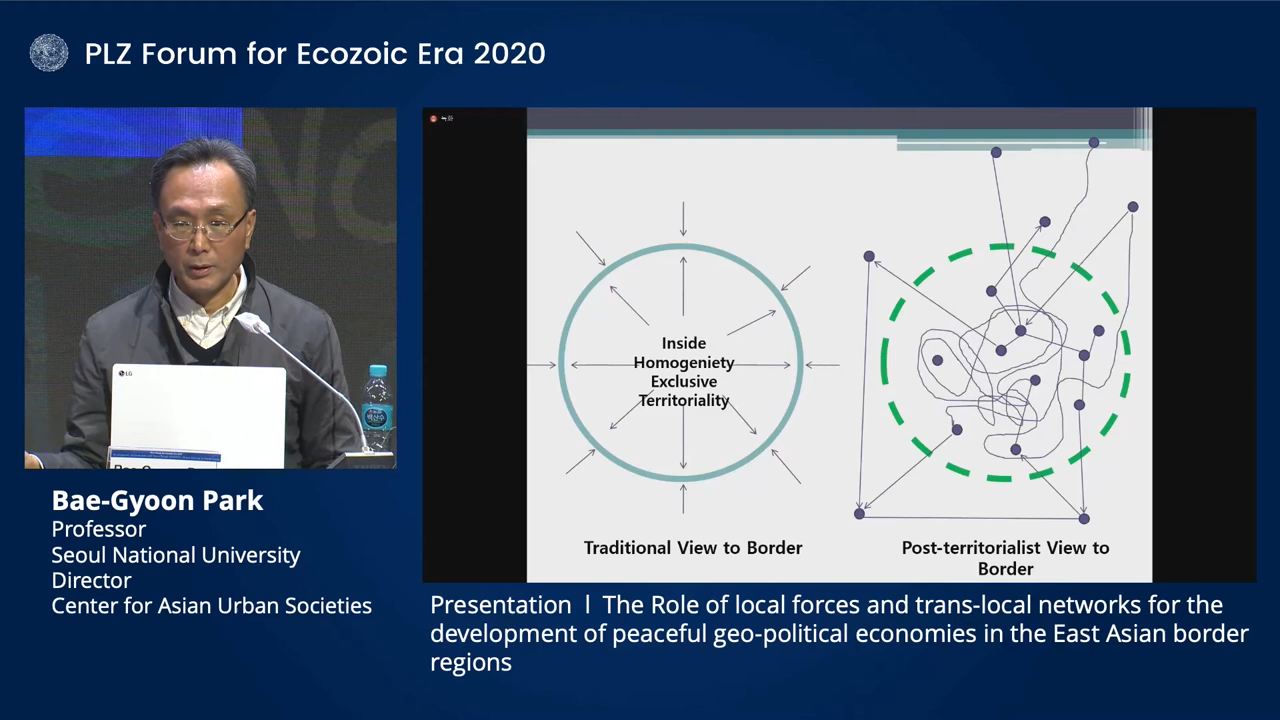 PLZ Forum for Ecozoic Era 2020
LG
Inside
Homogeniety
Exclusive
Territoriality
Traditional View to Border
Post-territorialist View to
Border
Bae-Gyoon Park
Professor
Seoul National University
Director
Center for Asian Urban Societies
Presentation l The Role of local forces and trans-local networks for the
development of peaceful geo-political economies in the East Asian border
regions